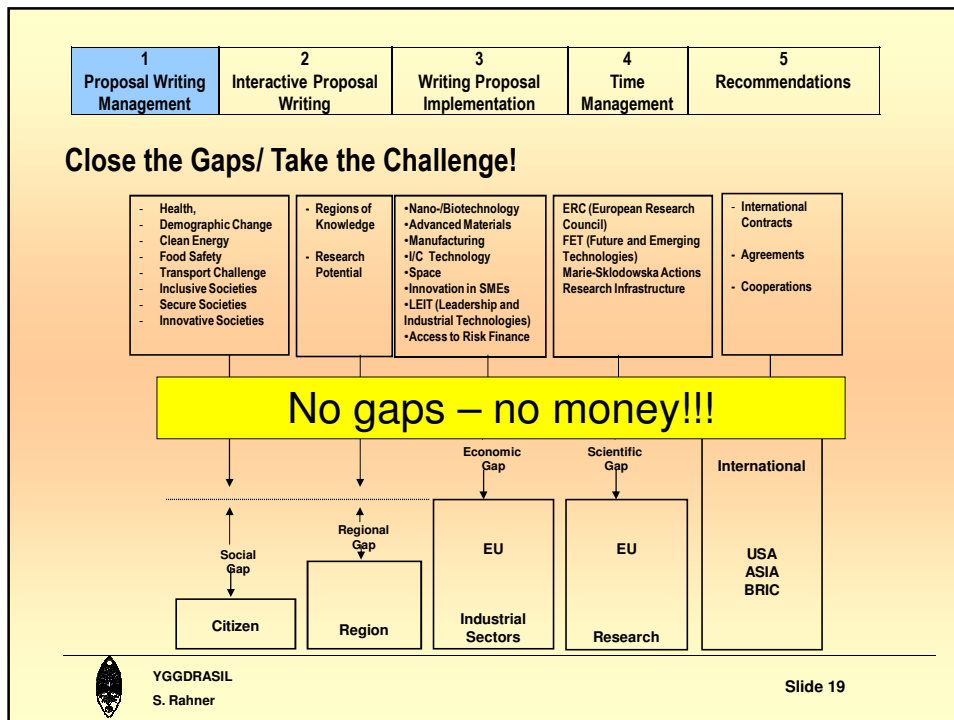 1
Proposal Writing
Management
2
Interactive Proposal
Writing
3
Writing Proposal
Implementation
4
Time
Management
5
Recommendations
Close the Gaps/ Take the Challenge!
- Health,
- Demographic Change
- Clean Energy
- Food Safety
- Transport Challenge
- Inclusive Societies
- Secure Societies
- Innovative Societies
- Regions of
Knowledge
- Research
Potential
•Nano-/Biotechnology
•Advanced Materials
•Manufacturing
•I/C Technology
•Space
•Innovation in SMEs
•LEIT (Leadership and
Industrial Technologies)
•Access to Risk Finance
ERC (European Research
Council)
FET (Future and Emerging
Technologies)
Marie-Sklodowska Actions
Research Infrastructure
- International
Contracts
- Agreements
- Cooperations
No gaps – no money!!!
Economic
Gap
Scientific
Gap
International
Regional
Gap
Social
Gap
EU
EU
USA
ASIA
BRIC
Citizen
Region
Industrial
Sectors
Research
YGGDRASIL
S. Rahner
Slide 19